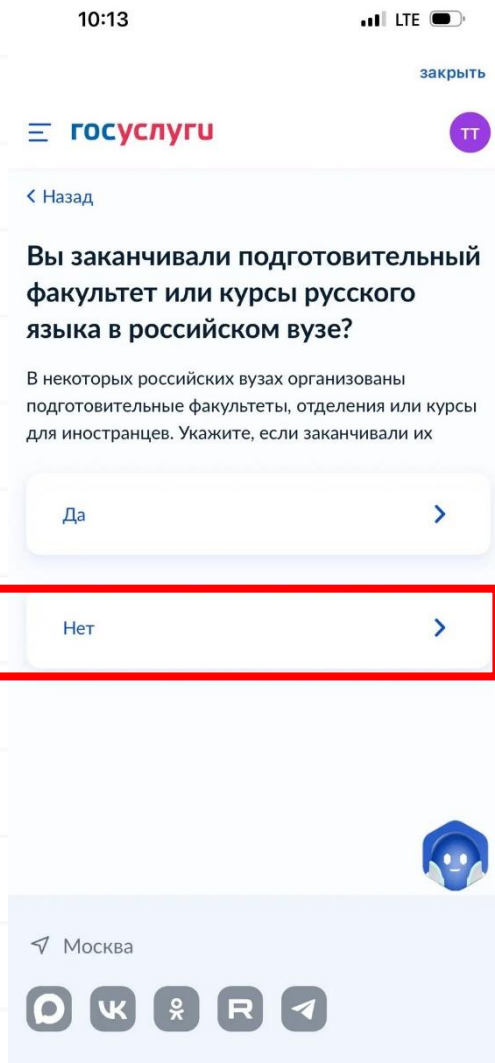 10:13
LTE
закрыть
госуслуги
ТТ
Назад
Вы заканчивали подготовительный
факультет или курсы русского
языка в российском вузе?
В некоторых российских вузах организованы
подготовительные факультеты, отделения или курсы
для иностранцев. Укажите, если заканчивали их
Да
Нет
Москва